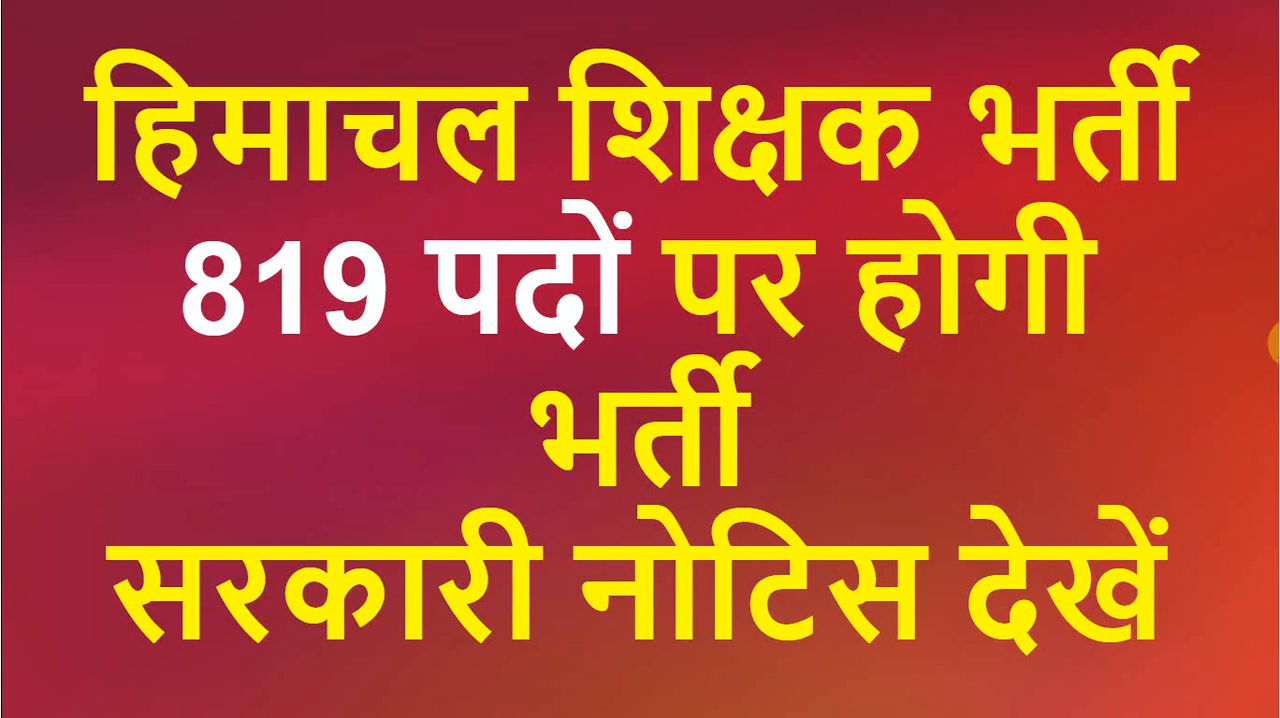 हिमाचल शिक्षक भर्ती
819 पदों पर होगी
भर्ती
सरकारी नोटिस देखें